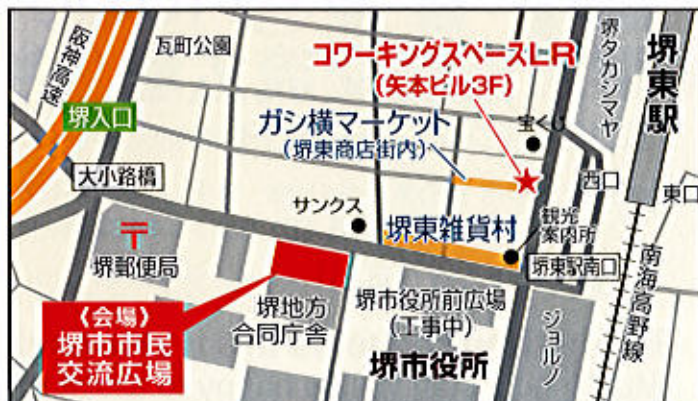 阪神高速
瓦町公園
コワーキングスペースLR
(矢本ビル3F)
堺タカシマヤ
堺東駅
堺入口
ガシ横マーケット
(堺東商店街内)
宝くじ
大小路橋
サンクス
西口
東口
堺郵便局
堺東雑貨村
観光
案内所
堺東駅南口
南海高野線
《会場》
堺市市民
交流広場
堺地方
合同庁舎
堺市役所前広場
(工事中)
堺市役所
ジョルノ